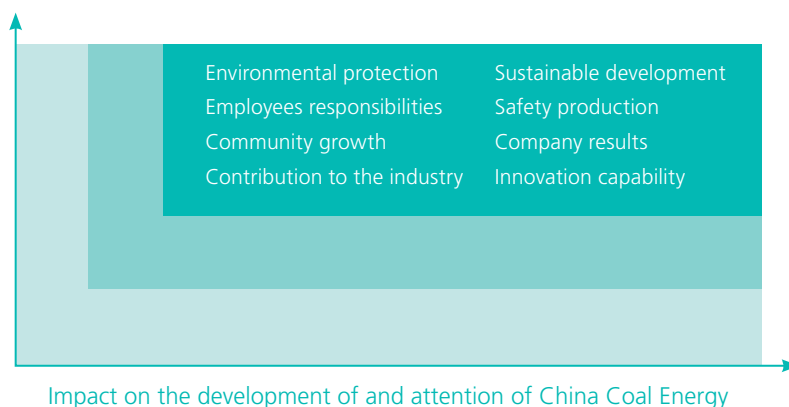 Environmental protection
Employees responsibilities
Community growth
Contribution to the industry
Sustainable development
Safety production
Company results
Innovation capability
Impact on the development of and attention of China Coal Energy